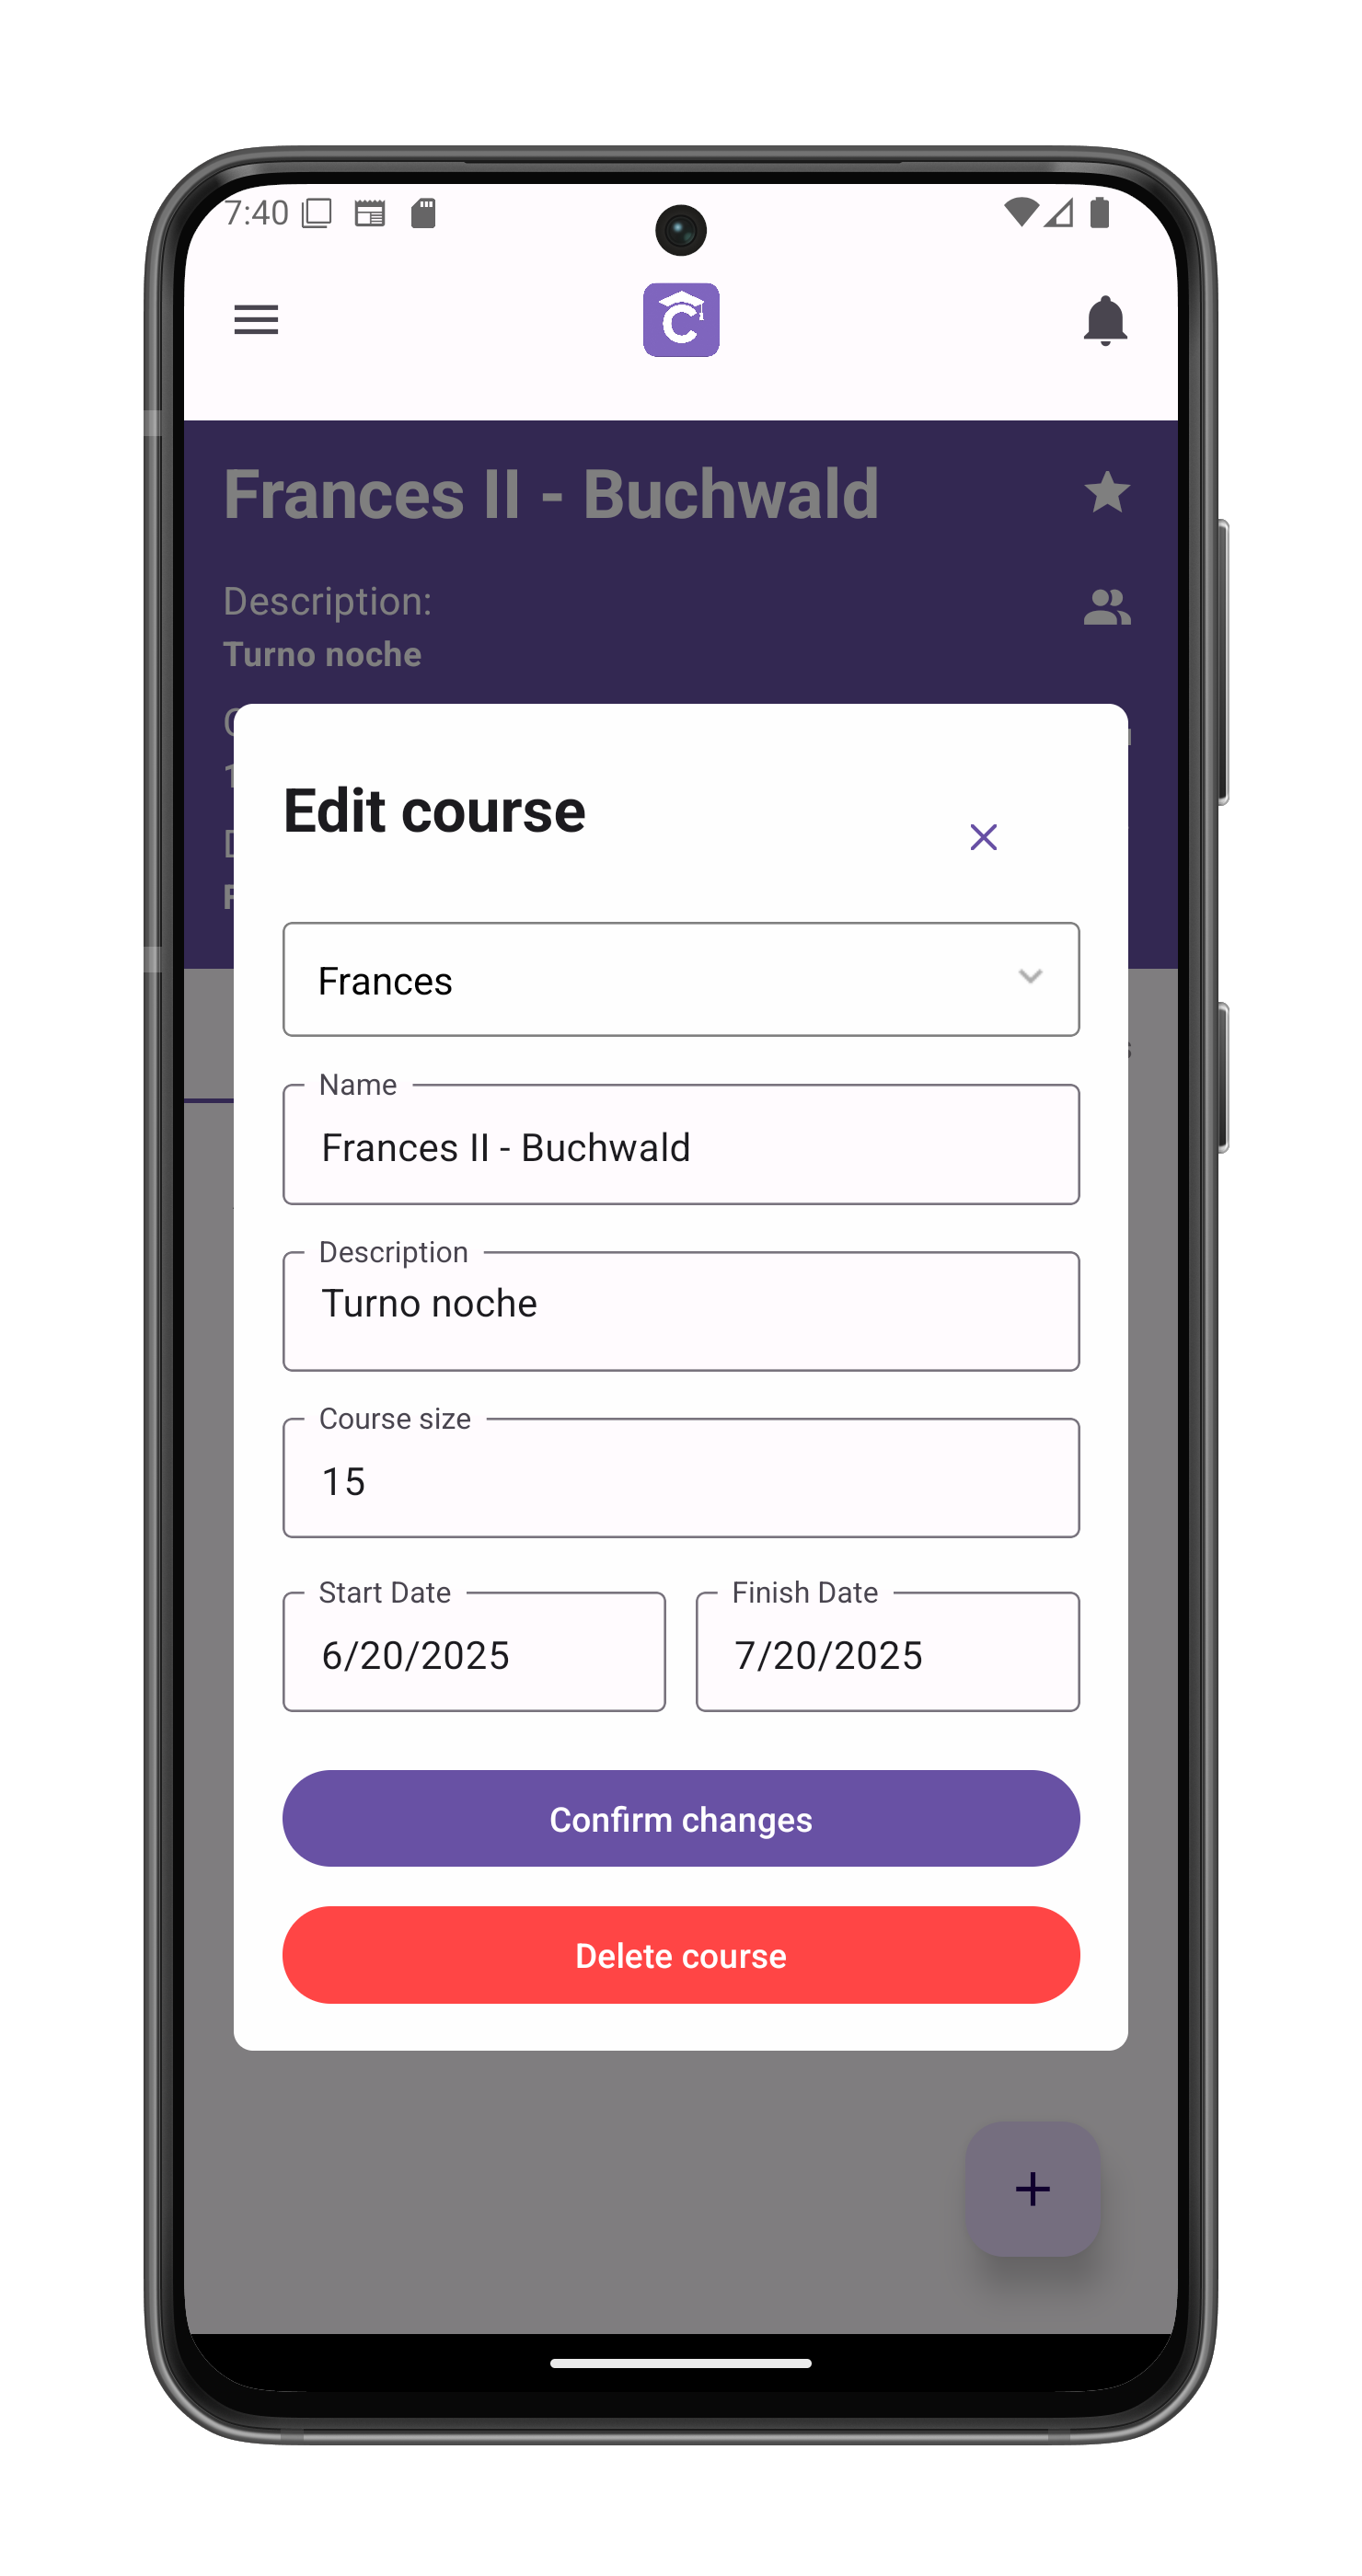 7:40
C
Frances II - Buchwald
Description:
Turno noche
Edit course
Frances
Name
Frances II - Buchwald
Description
Turno noche
Course size
15
Start Date
Finish Date
6/20/2025
7/20/2025
Confirm changes
Delete course